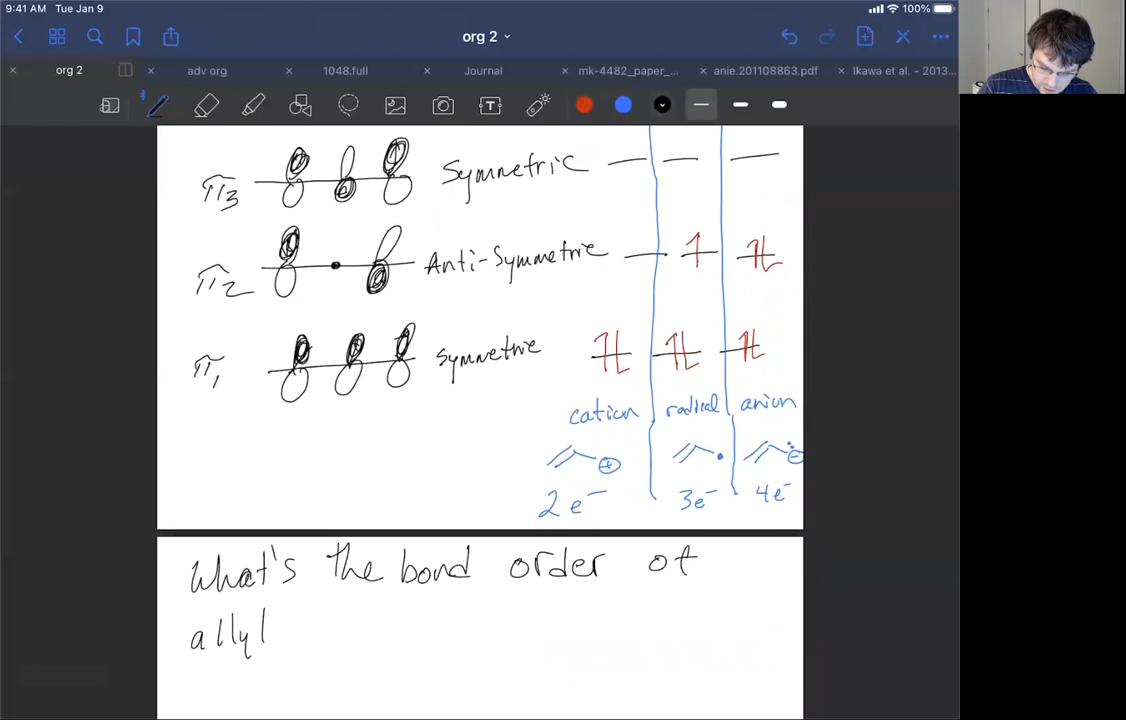 9:41 AM Tue Jan 9
100%
org 2
org 2
adv org
1048.full
Journal
mk-4482_paper_...
anie.201108863.pdf
Ikawa et al. - 2013...
T
π3 Symmetric
π2 Anti-Symmetric
π1 Symmetric
cation radical anion
2 e⁻ 3e⁻ 4e⁻
What's the bond order of
allyl